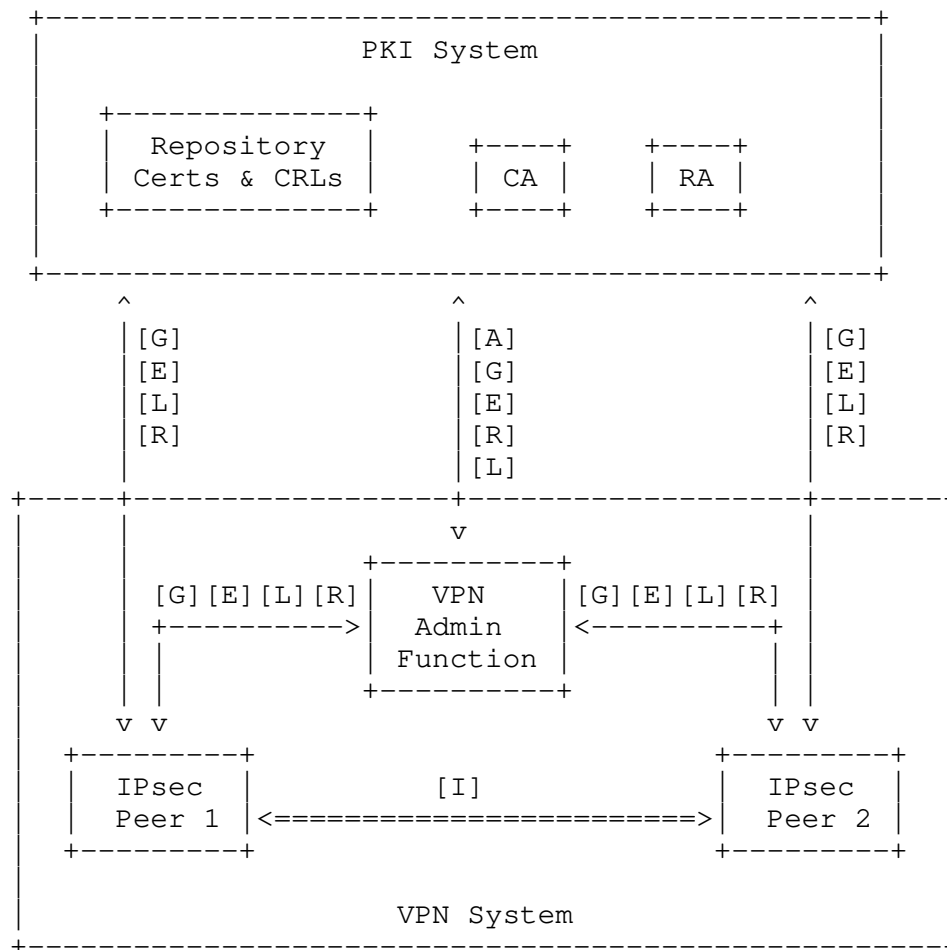 PKI System
Repository
Certs & CRLs
CA
RA
[G] [A] [G]
[E] [G] [E]
[L] [E] [L]
[R] [R] [R]
[L]
[G][E][L][R] VPN [G][E][L][R]
Admin
Function
IPsec [I] IPsec
Peer 1 Peer 2
VPN System